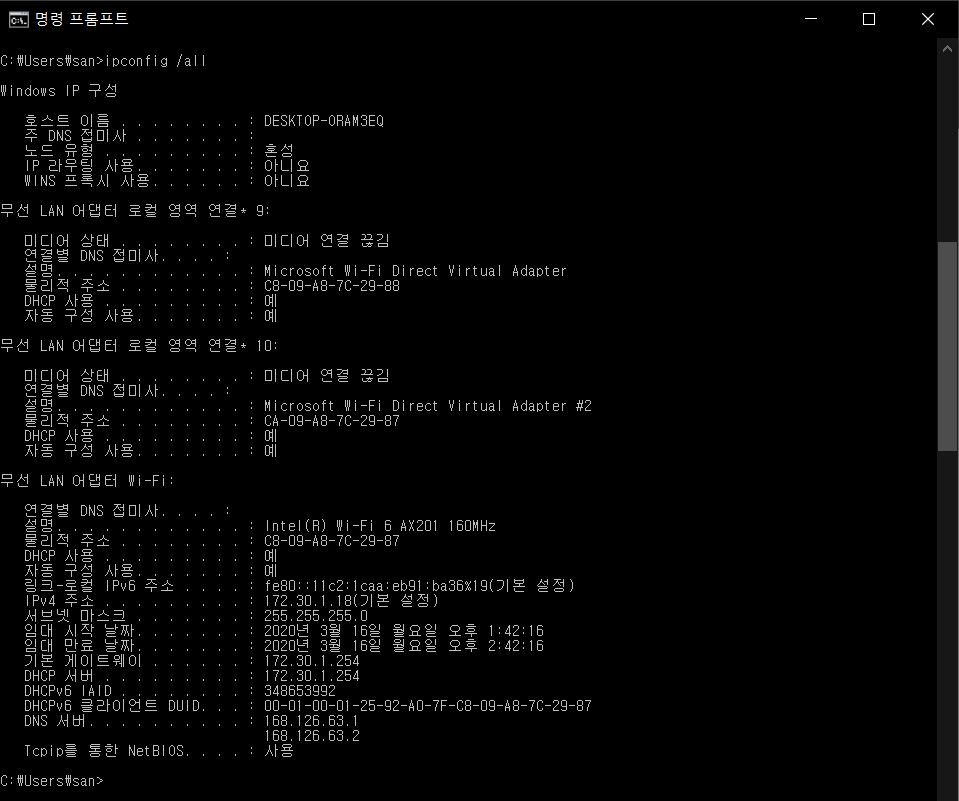 명령 프롬프트
C:₩Users₩san>ipconfig /all
Windows IP 구성
호스트 이름 . . . . . . . . : DESKTOP-ORAM3EQ
주 DNS 접미사 . . . . . . . :
노드 유형 . . . . . . . . . : 혼성
IP 라우팅 사용. . . . . . . : 아니요
WINS 프록시 사용. . . . . . : 아니요
무선 LAN 어댑터 로컬 영역 연결* 9:
미디어 상태 . . . . . . . . : 미디어 연결 끊김
연결별 DNS 접미사. . . . :
설명. . . . . . . . . . . . : Microsoft Wi-Fi Direct Virtual Adapter
물리적 주소 . . . . . . . . : C8-09-A8-7C-29-88
DHCP 사용 . . . . . . . . . : 예
자동 구성 사용. . . . . . . : 예
무선 LAN 어댑터 로컬 영역 연결* 10:
미디어 상태 . . . . . . . . : 미디어 연결 끊김
연결별 DNS 접미사. . . . :
설명. . . . . . . . . . . . : Microsoft Wi-Fi Direct Virtual Adapter #2
물리적 주소 . . . . . . . . : CA-09-A8-7C-29-87
DHCP 사용 . . . . . . . . . : 예
자동 구성 사용. . . . . . . : 예
무선 LAN 어댑터 Wi-Fi:
연결별 DNS 접미사. . . . :
설명. . . . . . . . . . . . : Intel(R) Wi-Fi 6 AX201 160MHz
물리적 주소 . . . . . . . . : C8-09-A8-7C-29-87
DHCP 사용 . . . . . . . . . : 예
자동 구성 사용. . . . . . . : 예
링크-로컬 IPv6 주소 . . . . : fe80::11c2:1caa:eb91:ba36%19(기본 설정)
IPv4 주소 . . . . . . . . . : 172.30.1.18(기본 설정)
서브넷 마스크 . . . . . . . : 255.255.255.0
임대 시작 날짜. . . . . . . : 2020년 3월 16일 월요일 오후 1:42:16
임대 만료 날짜. . . . . . . : 2020년 3월 16일 월요일 오후 2:42:16
기본 게이트웨이 . . . . . . : 172.30.1.254
DHCP 서버 . . . . . . . . . : 172.30.1.254
DHCPv6 IAID . . . . . . . . : 348653992
DHCPv6 클라이언트 DUID. . . : 00-01-00-01-25-92-A0-7F-C8-09-A8-7C-29-87
DNS 서버. . . . . . . . . . : 168.126.63.1
168.126.63.2
Tcpip를 통한 NetBIOS. . . . : 사용
C:₩Users₩san>